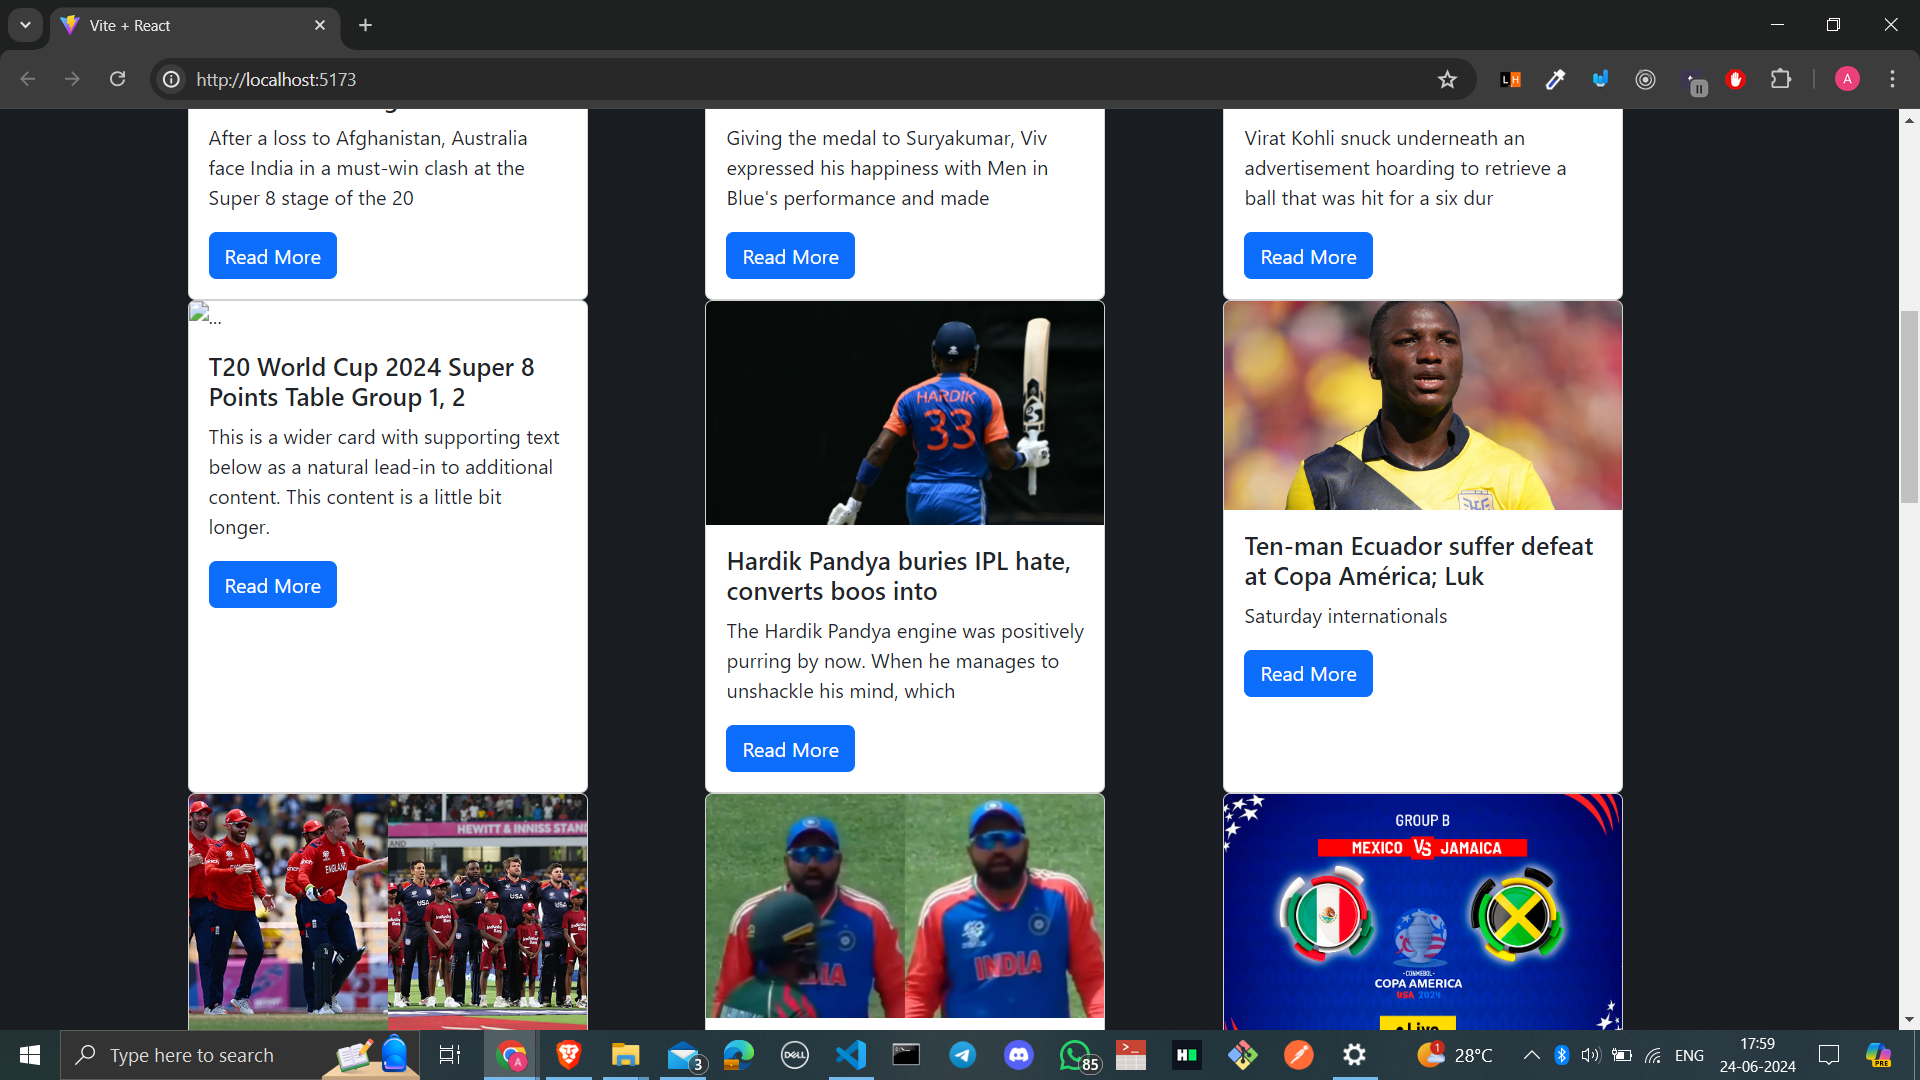 Vite + React
http://localhost:5173
LH
A
After a loss to Afghanistan, Australia
face India in a must-win clash at the
Super 8 stage of the 20
Read More
Giving the medal to Suryakumar, Viv
expressed his happiness with Men in
Blue's performance and made
Read More
Virat Kohli snuck underneath an
advertisement hoarding to retrieve a
ball that was hit for a six dur
Read More
...
T20 World Cup 2024 Super 8
Points Table Group 1, 2
This is a wider card with supporting text
below as a natural lead-in to additional
content. This content is a little bit
longer.
Read More
HARDIK
33
Hardik Pandya buries IPL hate,
converts boos into
The Hardik Pandya engine was positively
purring by now. When he manages to
unshackle his mind, which
Read More
Ten-man Ecuador suffer defeat
at Copa América; Luk
Saturday internationals
Read More
HEWITT & INNISS STAND
AND
ENGLAND
USA
USA
INDIA
GROUP B
MEXICO VS JAMAICA
CONMEBOL
COPA AMERICA
USA 2024
Live
Type here to search
3
DELL
85
1
28°C
ENG
17:59
24-06-2024
PRE